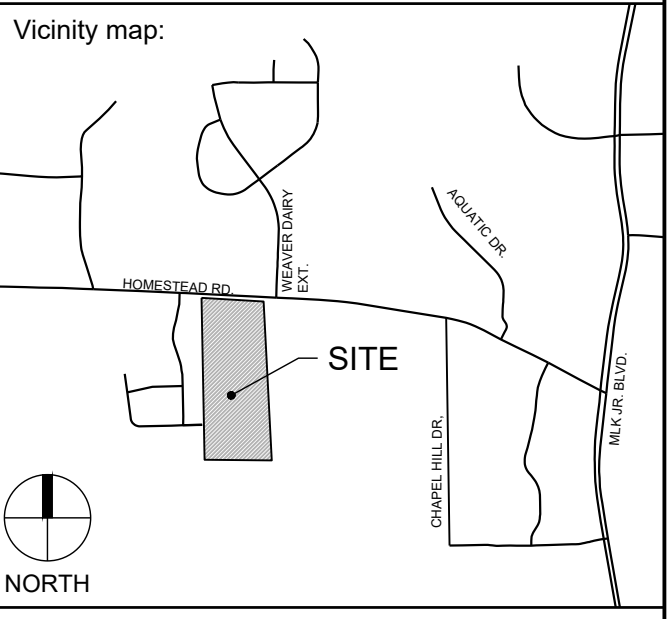 Vicinity map:
WEAVER DAIRY
EXT.
AQUATIC DR.
HOMESTEAD RD.
SITE
MLK JR. BLVD.
CHAPEL HILL DR,
NORTH